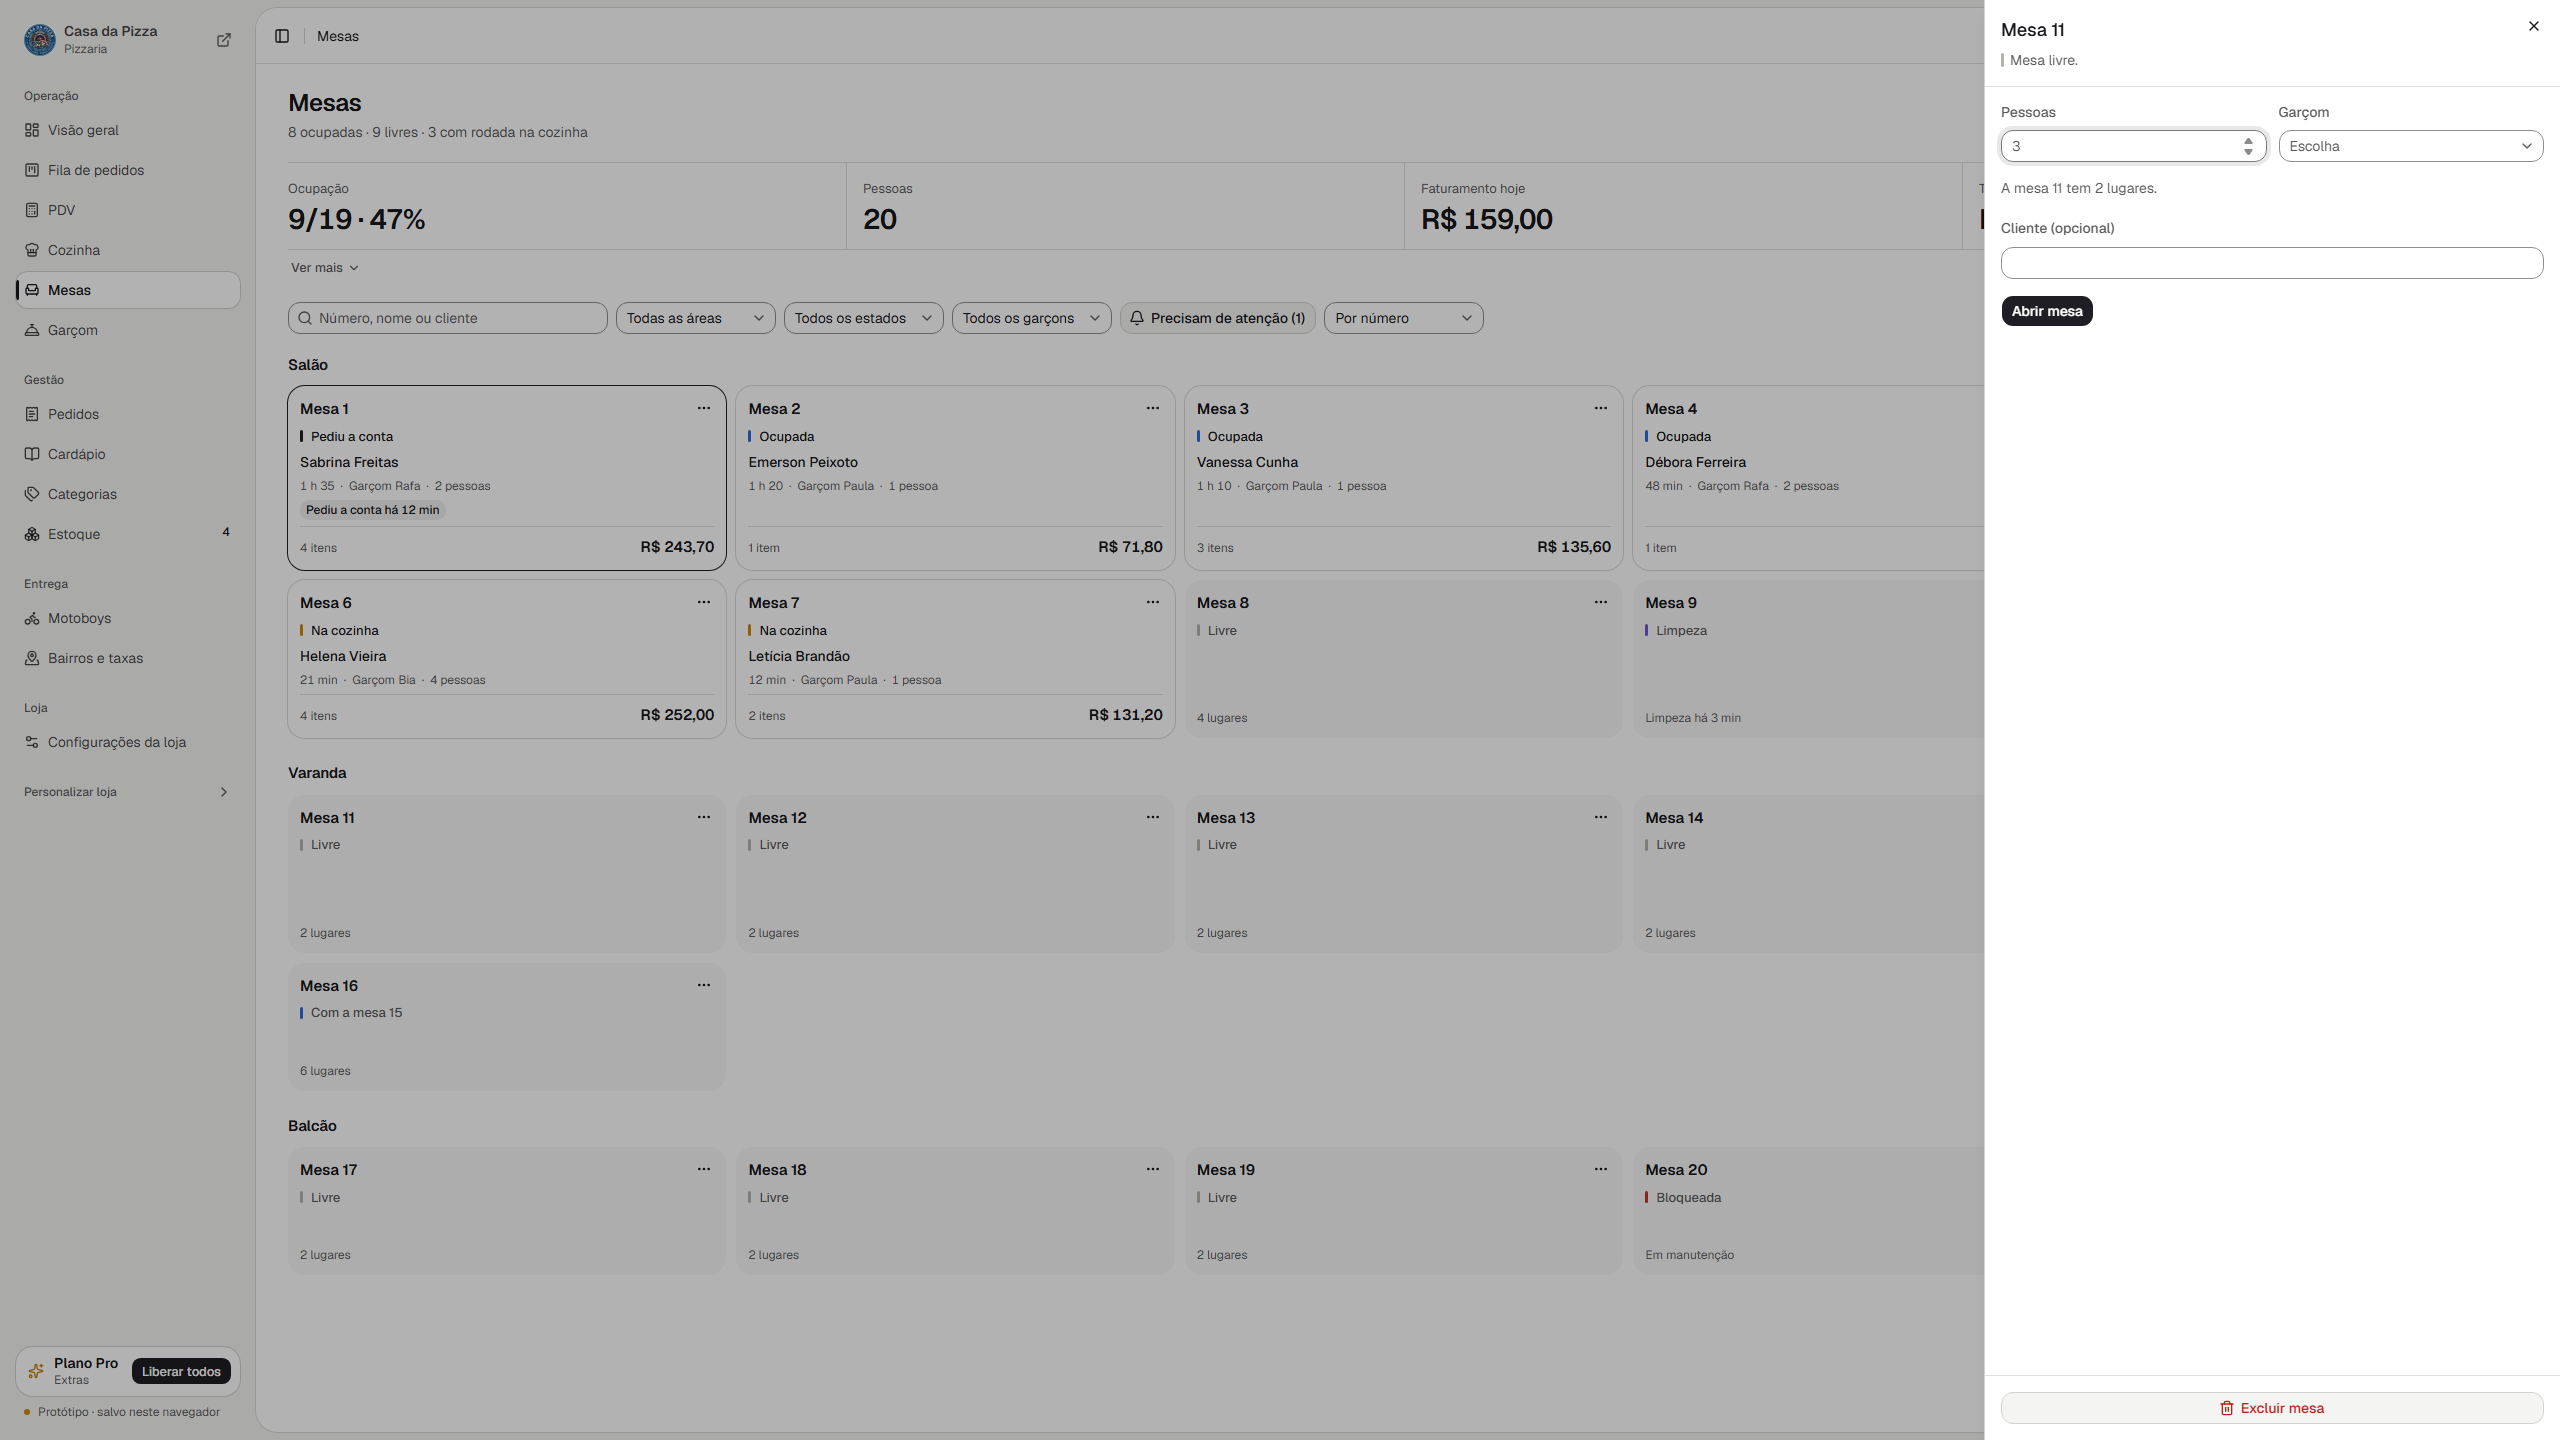 Casa da Pizza
Pizzaria
Operação
Visão geral
Fila de pedidos
PDV
Cozinha
Mesas
Garçom
Gestão
Pedidos
Cardápio
Categorias
Estoque 4
Entrega
Motoboys
Bairros e taxas
Loja
Configurações da loja
Personalizar loja
Plano Pro
Extras
Liberar todos
Protótipo · salvo neste navegador
Mesas
Mesas
8 ocupadas · 9 livres · 3 com rodada na cozinha
Ocupação
9/19 · 47%
Pessoas
20
Faturamento hoje
R$ 159,00
Ver mais
Número, nome ou cliente
Todas as áreas
Todos os estados
Todos os garçons
Precisam de atenção (1)
Por número
Salão
Mesa 1
Pediu a conta
Sabrina Freitas
1 h 35 · Garçom Rafa · 2 pessoas
Pediu a conta há 12 min
4 itens R$ 243,70
Mesa 2
Ocupada
Emerson Peixoto
1 h 20 · Garçom Paula · 1 pessoa
1 item R$ 71,80
Mesa 3
Ocupada
Vanessa Cunha
1 h 10 · Garçom Paula · 1 pessoa
3 itens R$ 135,60
Mesa 4
Ocupada
Débora Ferreira
48 min · Garçom Rafa · 2 pessoas
1 item
Mesa 6
Na cozinha
Helena Vieira
21 min · Garçom Bia · 4 pessoas
4 itens R$ 252,00
Mesa 7
Na cozinha
Letícia Brandão
12 min · Garçom Paula · 1 pessoa
2 itens R$ 131,20
Mesa 8
Livre
4 lugares
Mesa 9
Limpeza
Limpeza há 3 min
Varanda
Mesa 11
Livre
2 lugares
Mesa 12
Livre
2 lugares
Mesa 13
Livre
2 lugares
Mesa 14
Livre
2 lugares
Mesa 16
Com a mesa 15
6 lugares
Balcão
Mesa 17
Livre
2 lugares
Mesa 18
Livre
2 lugares
Mesa 19
Livre
2 lugares
Mesa 20
Bloqueada
Em manutenção
Mesa 11
Mesa livre.
Pessoas
3
Garçom
Escolha
A mesa 11 tem 2 lugares.
Cliente (opcional)
Abrir mesa
Excluir mesa